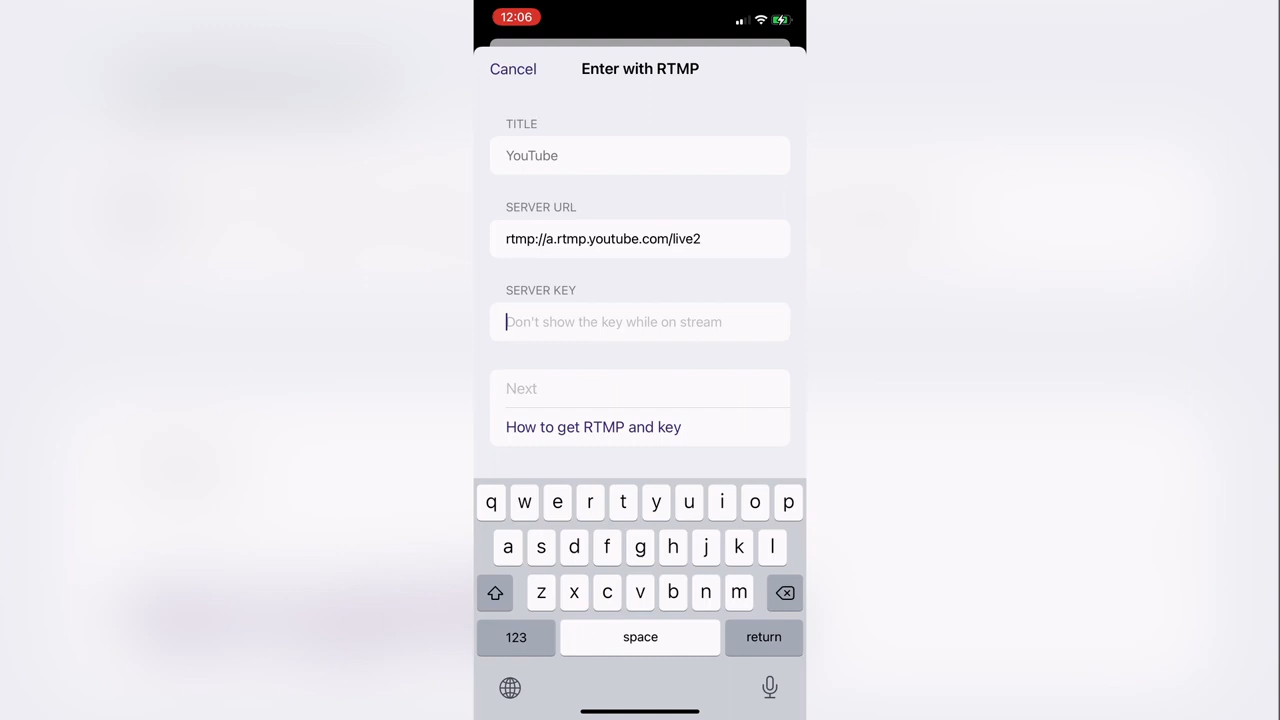 12:06
Cancel
Enter with RTMP
TITLE
YouTube
SERVER URL
rtmp://a.rtmp.youtube.com/live2
SERVER KEY
Don't show the key while on stream
Next
How to get RTMP and key
q w e r t y u i o p
a s d f g h j k l
z x c v b n m
123 space return